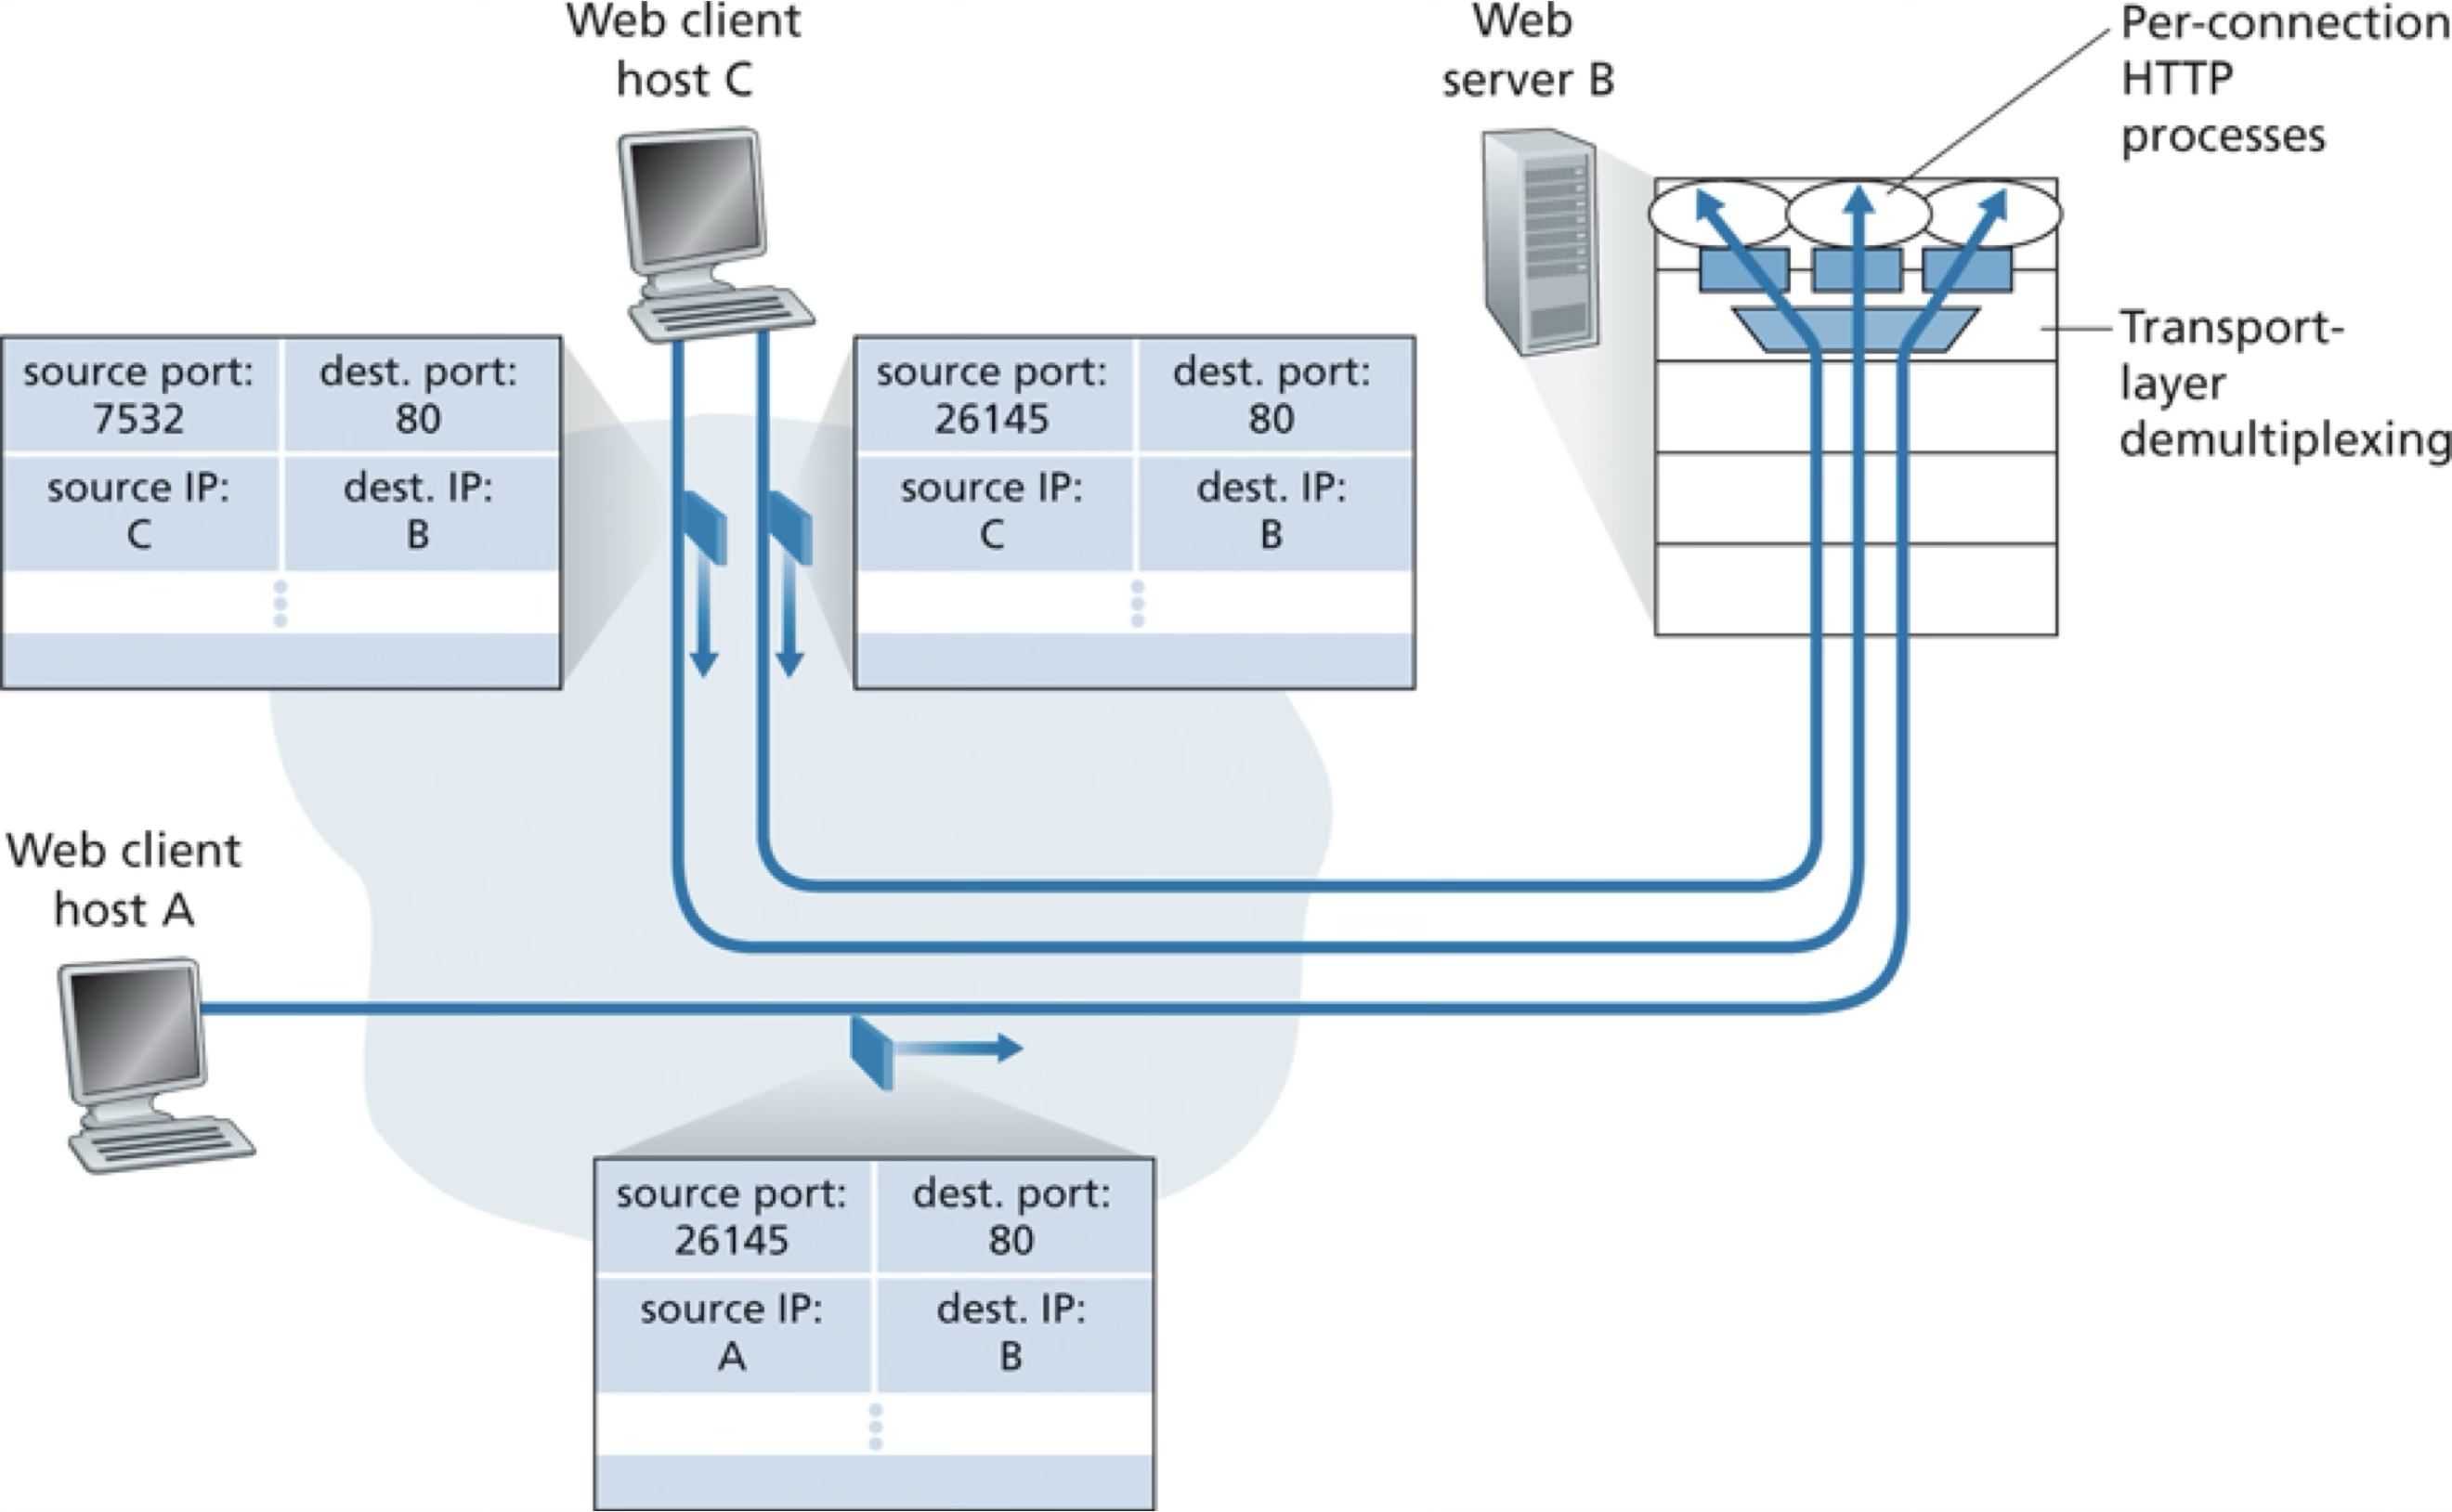 Web client
host C
Web
server B
Per-connection
HTTP
processes
Transport-
layer
demultiplexing
source port:
7532
dest. port:
80
source IP:
C
dest. IP:
B
source port:
26145
dest. port:
80
source IP:
C
dest. IP:
B
Web client
host A
source port:
26145
dest. port:
80
source IP:
A
dest. IP:
B